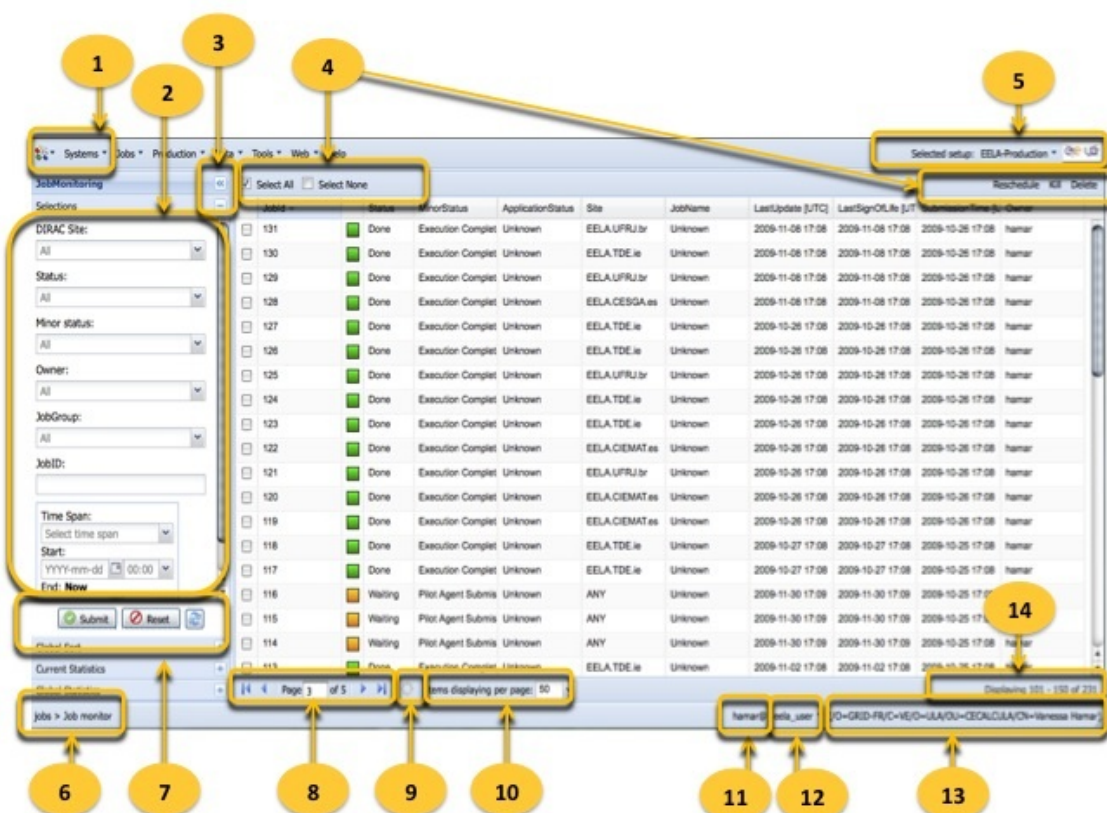 3
1
4
2
5
Systems Jobs Production Tools Web
Selected setup: EELA-Production
JobMonitoring
Select All Select None
Reschedule Kill Delete
Selections
JobId Status MinorStatus ApplicationStatus Site JobName LastUpdate [UTC] LastSignOfLife [UT Owner
DIRAC Site:
All
Status:
All
Minor status:
All
Owner:
All
JobGroup:
All
JobID:
Time Span:
Select time span
Start:
YYYY-mm-dd 00:00
End: Now
Submit Reset
Current Statistics
131 Done Execution Complet Unknown EELA.UFRJ.br Unknown 2009-11-08 17:08 2009-11-08 17:08 2009-10-26 17:08 hamar
130 Done Execution Complet Unknown EELA.TDE.ie Unknown 2009-11-08 17:08 2009-11-08 17:08 2009-10-26 17:08 hamar
129 Done Execution Complet Unknown EELA.UFRJ.br Unknown 2009-11-08 17:08 2009-11-08 17:08 2009-10-26 17:08 hamar
128 Done Execution Complet Unknown EELA.CESGA.es Unknown 2009-11-08 17:08 2009-11-08 17:08 2009-10-26 17:08 hamar
127 Done Execution Complet Unknown EELA.TDE.ie Unknown 2009-10-26 17:08 2009-10-26 17:08 2009-10-26 17:08 hamar
126 Done Execution Complet Unknown EELA.TDE.ie Unknown 2009-10-26 17:08 2009-10-26 17:08 2009-10-26 17:08 hamar
125 Done Execution Complet Unknown EELA.UFRJ.br Unknown 2009-10-26 17:08 2009-10-26 17:08 2009-10-26 17:08 hamar
124 Done Execution Complet Unknown EELA.TDE.ie Unknown 2009-10-26 17:08 2009-10-26 17:08 2009-10-26 17:08 hamar
123 Done Execution Complet Unknown EELA.TDE.ie Unknown 2009-10-26 17:08 2009-10-26 17:08 2009-10-26 17:08 hamar
122 Done Execution Complet Unknown EELA.CIEMAT.es Unknown 2009-10-26 17:08 2009-10-26 17:08 2009-10-26 17:08 hamar
121 Done Execution Complet Unknown EELA.UFRJ.br Unknown 2009-10-26 17:08 2009-10-26 17:08 2009-10-26 17:08 hamar
120 Done Execution Complet Unknown EELA.CIEMAT.es Unknown 2009-10-26 17:08 2009-10-26 17:08 2009-10-26 17:08 hamar
119 Done Execution Complet Unknown EELA.CIEMAT.es Unknown 2009-10-26 17:08 2009-10-26 17:08 2009-10-26 17:08 hamar
118 Done Execution Complet Unknown EELA.TDE.ie Unknown 2009-10-27 17:08 2009-10-27 17:08 2009-10-25 17:08 hamar
117 Done Execution Complet Unknown EELA.TDE.ie Unknown 2009-10-27 17:08 2009-10-27 17:08 2009-10-25 17:08 hamar
116 Waiting Pilot Agent Submis Unknown ANY Unknown 2009-11-30 17:09 2009-11-30 17:09 2009-10-25
115 Waiting Pilot Agent Submis Unknown ANY Unknown 2009-11-30 17:09 2009-11-30 17:09 2009-10-25
114 Waiting Pilot Agent Submis Unknown ANY Unknown 2009-11-30 17:09 2009-11-30 17:09 2009-10-25
113 Done Execution Complet Unknown EELA.TDE.ie Unknown 2009-11-02 17:08 2009-11-02 17:08
14
Page 3 of 5 items displaying per page: 50
Displaying 101 - 150 of 231
jobs > Job monitor
hamar@ eela_user /O=GRID-FR/C=VE/O=ULA/OU=CECALCULA/CN=Vanessa Hamar
6
7
8
9
10
11
12
13